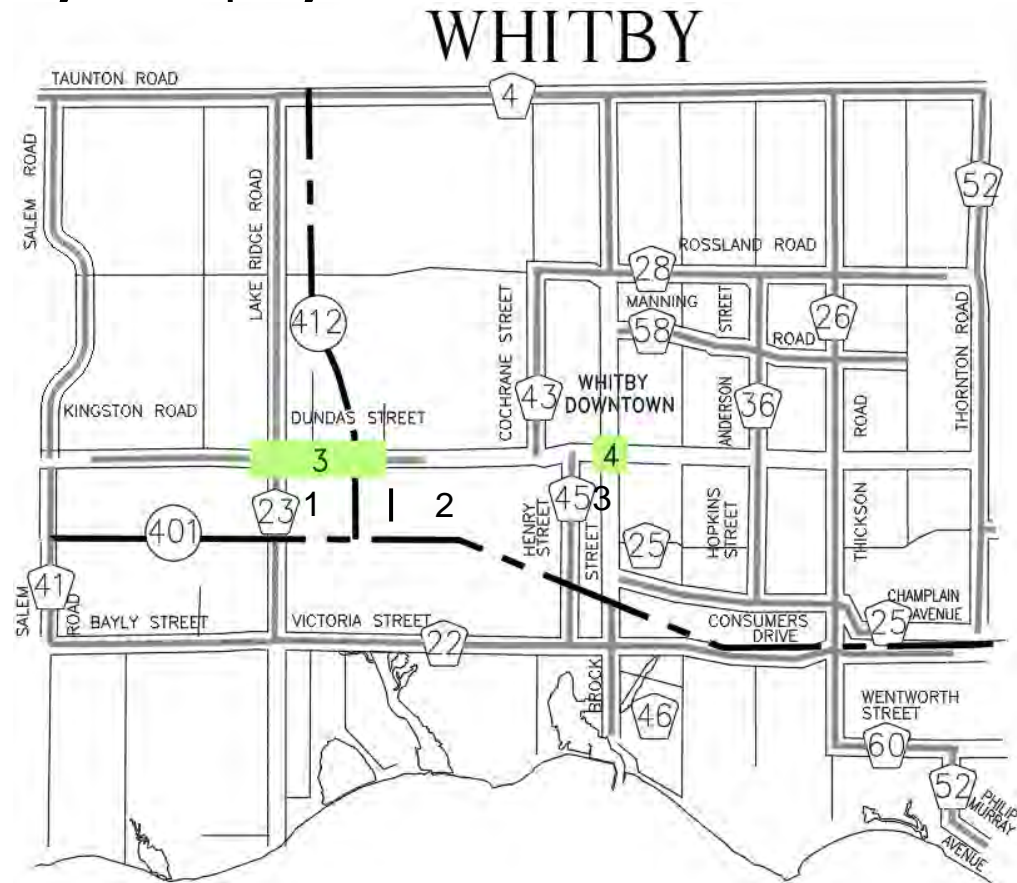 WHITBY
TAUNTON ROAD
4
SALEM ROAD
LAKE RIDGE ROAD
52
ROSSLAND ROAD
28
MANNING
ROAD
58
STREET
26
412
COCHRANE STREET
THORNTON ROAD
43
WHITBY
DOWNTOWN
ANDERSON
36
ROAD
KINGSTON ROAD
DUNDAS STREET
3
4
23
1
2
45
3
HENRY
STREET
STREET
25
HOPKINS
STREET
THICKSON
401
41
SALEM
ROAD
BAYLY STREET
VICTORIA STREET
22
CONSUMERS
DRIVE
CHAMPLAIN
AVENUE
25
BROCK
46
WENTWORTH
STREET
60
52
PHILIP
MURRAY
AVENUE